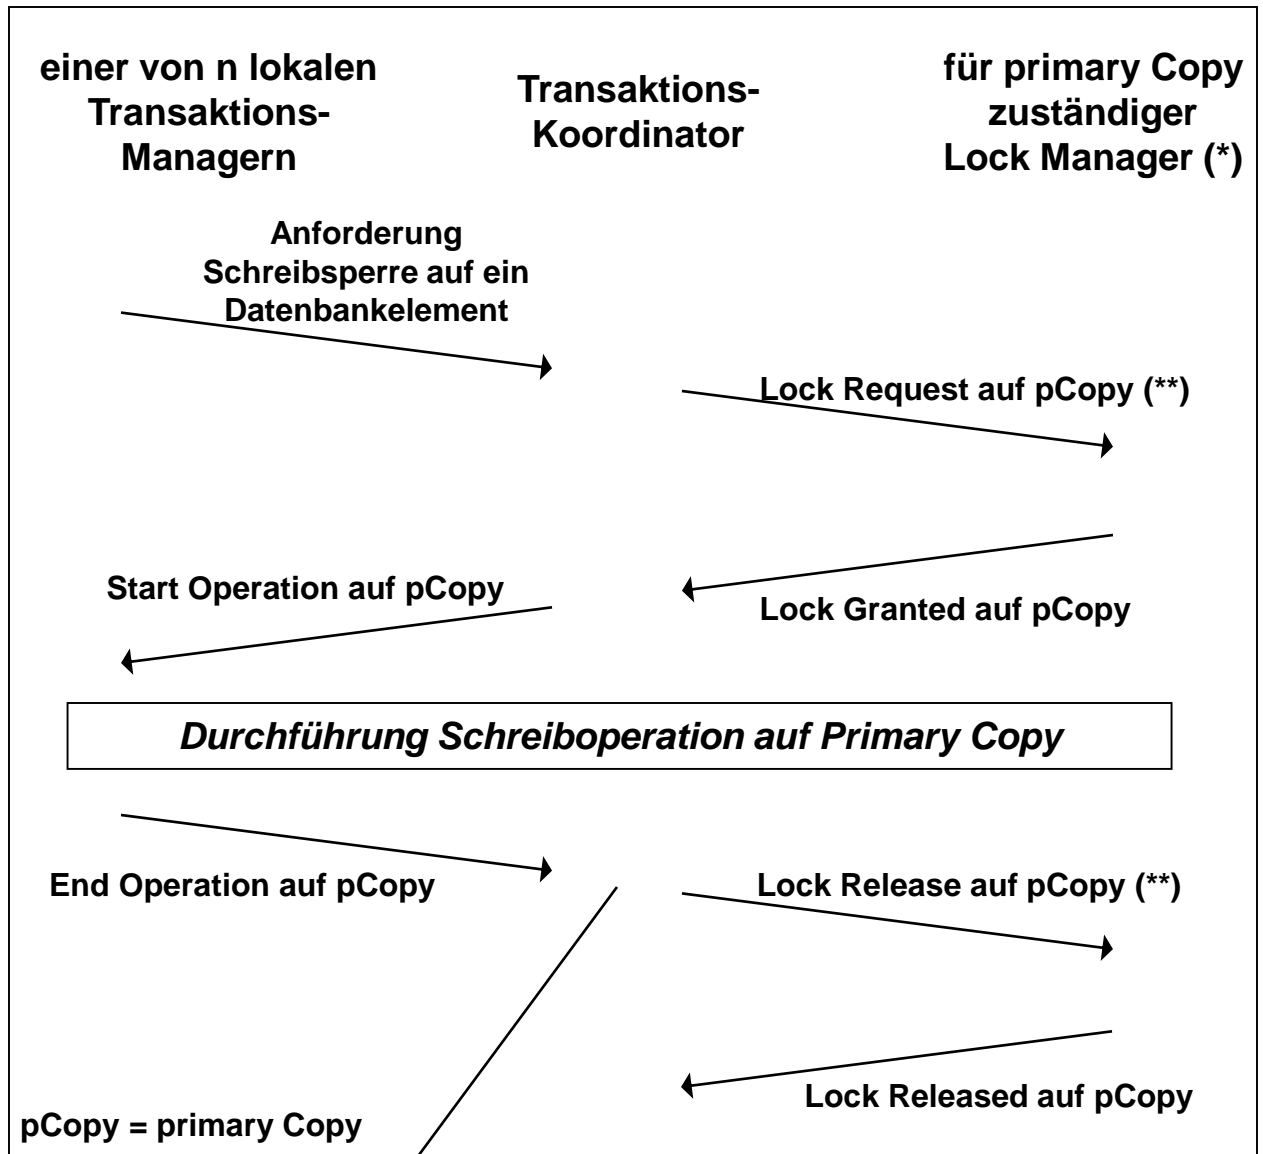 einer von n lokalen
Transaktions-
Managern
Transaktions-
Koordinator
für primary Copy
zuständiger
Lock Manager (*)
Anforderung
Schreibsperre auf ein
Datenbankelement
Lock Request auf pCopy (**)
Start Operation auf pCopy
Lock Granted auf pCopy
Durchführung Schreiboperation auf Primary Copy
End Operation auf pCopy
Lock Release auf pCopy (**)
Lock Released auf pCopy
pCopy = primary Copy